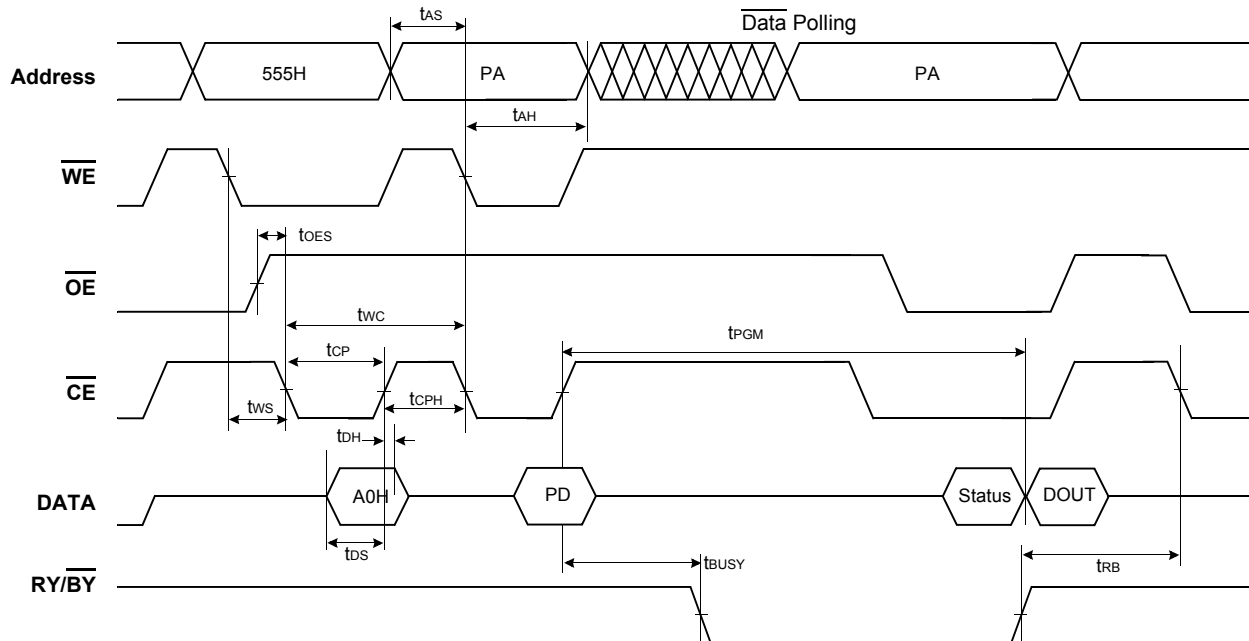 tAS
Data Polling
Address
555H
PA
PA
tAH
WE
tOES
OE
tWC
tPGM
tCP
CE
tWS
tCPH
tDH
DATA
A0H
PD
Status
DOUT
tDS
tBUSY
tRB
RY/BY